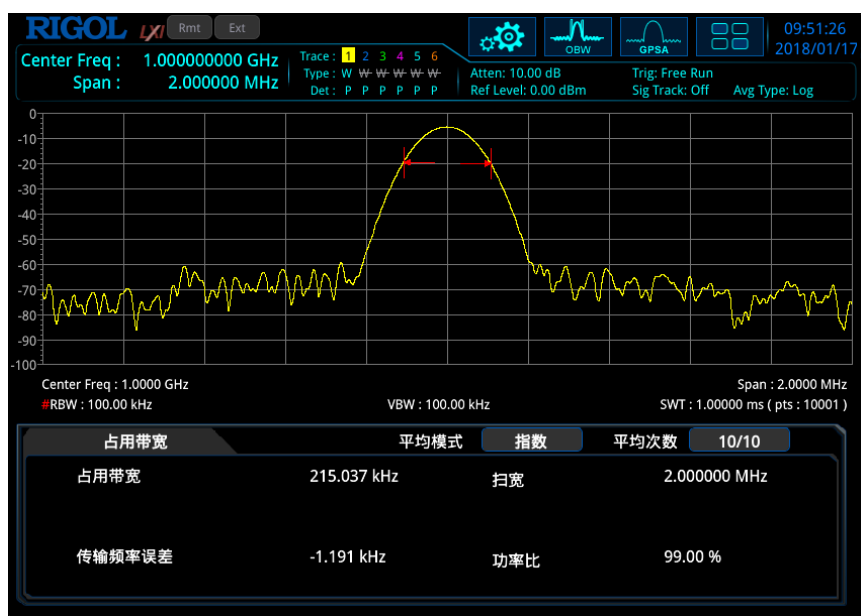 RIGOL LXI Rmt Ext
OBW GPSA
09:51:26
2018/01/17
Center Freq : 1.000000000 GHz
Span : 2.000000 MHz
Trace : 1 2 3 4 5 6
Type : W W W W W W
Det : P P P P P P
Atten: 10.00 dB
Ref Level: 0.00 dBm
Trig: Free Run
Sig Track: Off Avg Type: Log
0
-10
-20
-30
-40
-50
-60
-70
-80
-90
-100
Center Freq : 1.0000 GHz Span : 2.0000 MHz
#RBW : 100.00 kHz VBW : 100.00 kHz SWT : 1.00000 ms ( pts : 10001 )
占用带宽 平均模式 指数 平均次数 10/10
占用带宽 215.037 kHz 扫宽 2.000000 MHz
传输频率误差 -1.191 kHz 功率比 99.00 %